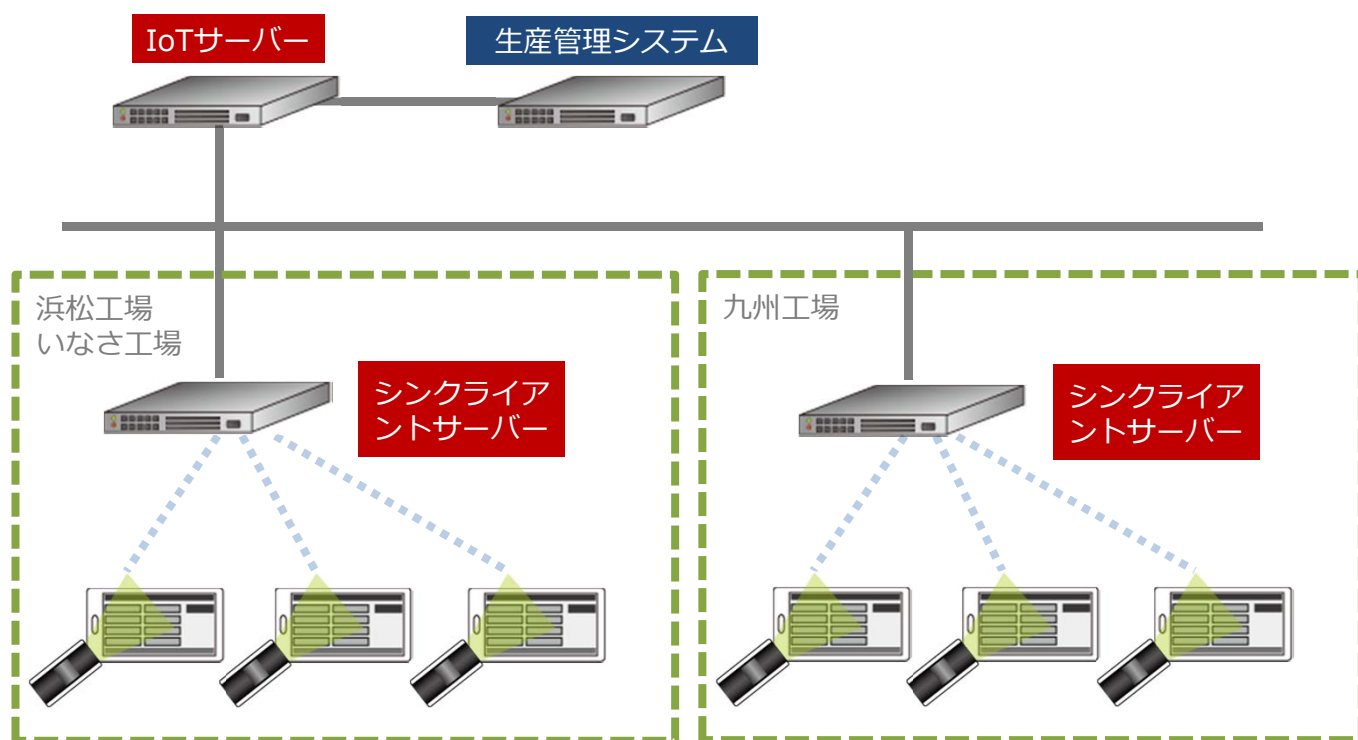 IoTサーバー
生産管理システム
浜松工場
いなさ工場
シンクライア
ントサーバー
九州工場
シンクライア
ントサーバー